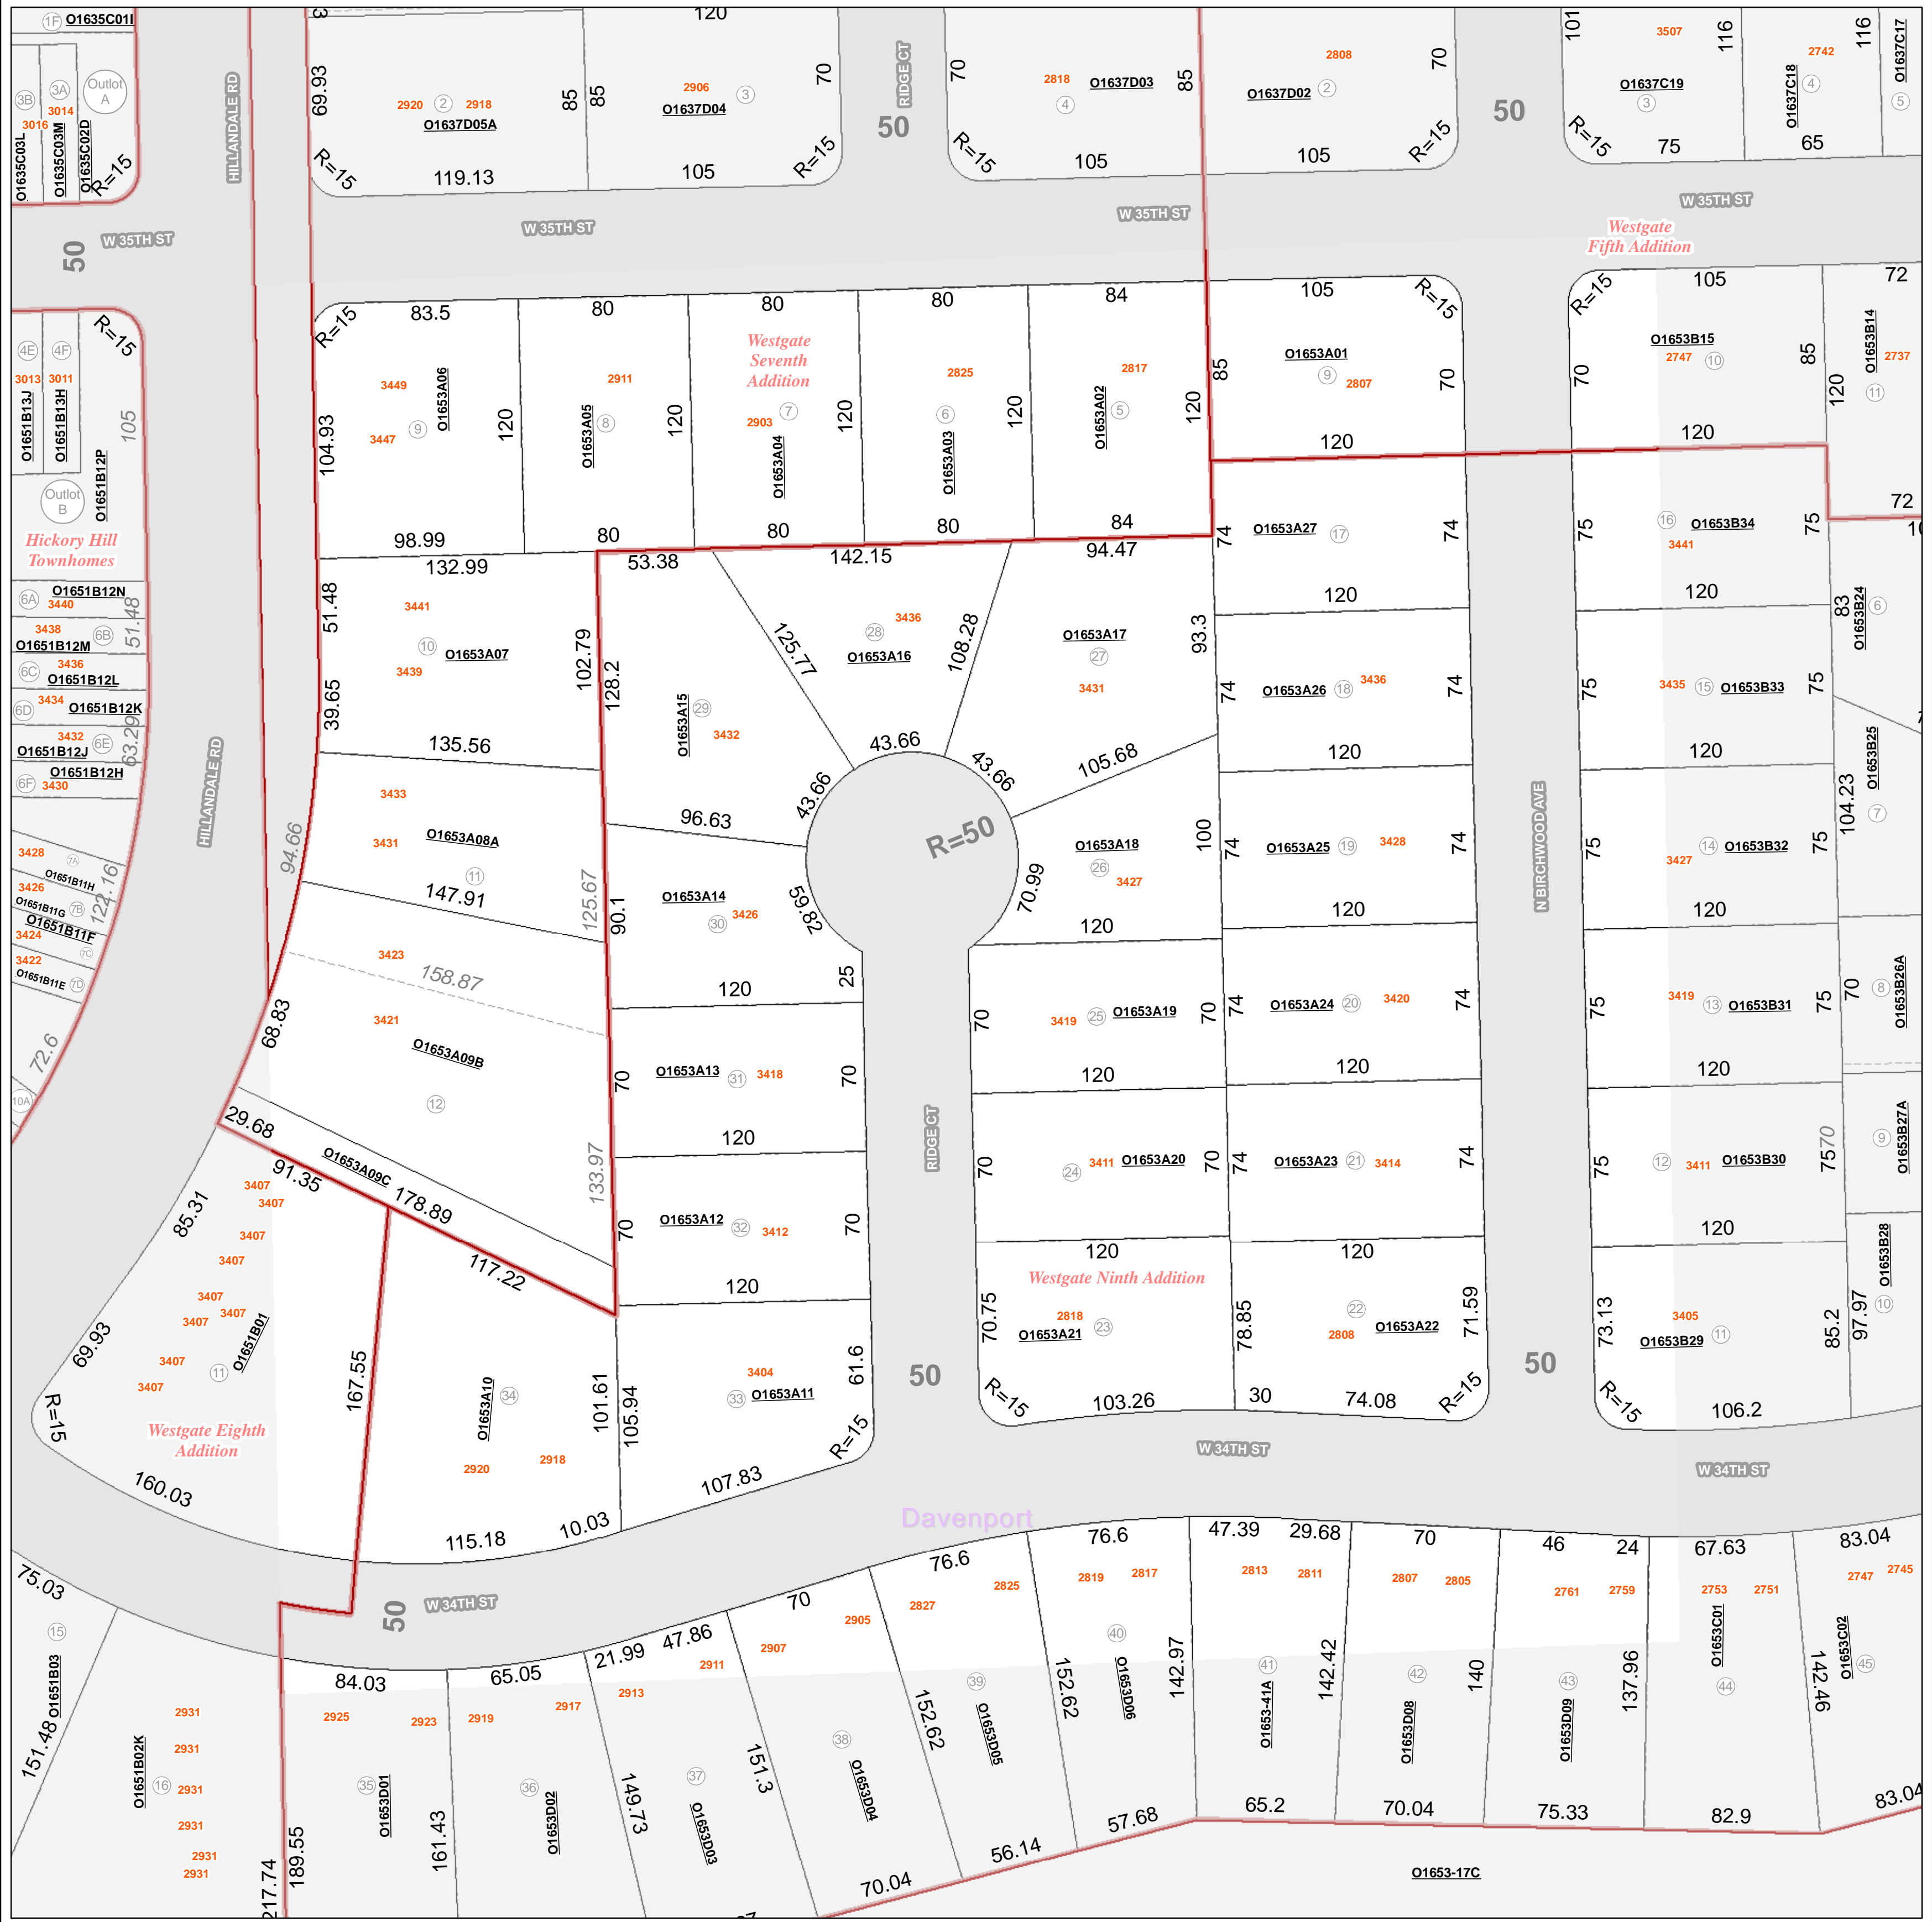 1F O1635C01I
3B
3A
Outlot
A
3016
3014
O1635C03L
O1635C03M
O1635C02D
R=15
HILLANDALE RD
69.93
2920
2
2918
O1637D05A
85
R=15
119.13
120
85
2906
3
O1637D04
70
105
R=15
RIDGE CT
50
70
2818
4
O1637D03
85
R=15
105
2808
O1637D02
2
70
105
R=15
50
101
3507
116
O1637C19
3
R=15
75
2742
116
O1637C18
4
65
O1637C17
5
50
W 35TH ST
W 35TH ST
W 35TH ST
W 35TH ST
Westgate
Fifth Addition
R=15
4E
4F
3013
3011
O1651B13J
O1651B13H
105
O1651B12P
Outlot
B
Hickory Hill
Townhomes
R=15
83.5
3449
3447
9
O1653A06
104.93
120
98.99
80
2911
O1653A05
8
120
80
80
Westgate
Seventh
Addition
2903
7
O1653A04
120
80
80
2825
6
O1653A03
120
80
84
2817
O1653A02
5
120
84
105
R=15
85
O1653A01
9
2807
70
120
R=15
105
O1653B15
2747
10
70
85
120
72
O1653B14
2737
11
120
72
6A
O1651B12N
3440
51.48
3438
6B
O1651B12M
3436
6C
O1651B12L
3434
6D
O1651B12K
3432
6E
O1651B12J
63.29
O1651B12H
6F
3430
132.99
51.48
3441
10
O1653A07
3439
39.65
102.79
135.56
53.38
128.2
O1653A15
29
3432
96.63
43.66
142.15
125.77
28
3436
O1653A16
108.28
43.66
94.47
O1653A17
27
3431
93.3
43.66
105.68
R=50
74
O1653A27
17
74
120
75
16
O1653B34
3441
75
120
83
O1653B24
6
74
O1653A26
18
3436
74
120
75
3435
15
O1653B33
75
120
O1653B25
104.23
7
HILLANDALE RD
3428
7A
O1651B11H
3426
O1651B11G
7B
O1651B11F
3424
7C
3422
O1651B11E
7D
122.16
72.6
10A
3433
3431
O1653A08A
94.66
11
147.91
125.67
3423
158.87
3421
O1653A09B
12
68.83
29.68
O1653A09C
133.97
178.89
O1653A14
3426
30
90.1
59.82
25
120
O1653A18
26
3427
100
70.99
120
74
O1653A25
19
3428
74
120
N BIRCHWOOD AVE
75
3427
14
O1653B32
75
120
70
O1653A13
31
3418
70
120
70
3419
25
O1653A19
70
120
74
O1653A24
20
3420
74
120
75
3419
13
O1653B31
75
120
70
8
O1653B26A
RIDGE CT
70
O1653A12
32
3412
70
120
70
24
3411
O1653A20
70
120
74
O1653A23
21
3414
74
120
75
12
3411
O1653B30
75
70
120
9
O1653B27A
85.31
91.35
3407
3407
3407
3407
3407
3407
3407
3407
3407
11
O1651B01
69.93
R=15
Westgate Eighth
Addition
160.03
117.22
167.55
O1653A10
34
2920
2918
101.61
115.18
10.03
105.94
3404
33
O1653A11
61.6
R=15
107.83
50
Westgate Ninth Addition
70.75
2818
O1653A21
23
78.85
R=15
103.26
22
2808
O1653A22
71.59
30
74.08
R=15
50
73.13
3405
O1653B29
11
85.2
R=15
106.2
O1653B28
97.97
10
W 34TH ST
W 34TH ST
W 34TH ST
Davenport
50
75.03
15
O1651B03
151.48
O1651B02K
16
2931
2931
2931
2931
2931
2931
217.74
189.55
84.03
2925
2923
35
O1653D01
161.43
65.05
2919
2917
36
O1653D02
21.99
47.86
2911
2913
37
O1653D03
149.73
70
2907
2905
38
O1653D04
151.3
70.04
76.6
2827
2825
39
O1653D05
152.62
56.14
76.6
2819
2817
40
O1653D06
152.62
142.97
57.68
47.39
29.68
2813
2811
41
O1653-41A
142.42
65.2
70
2807
2805
42
O1653D08
140
70.04
46
24
2761
2759
43
O1653D09
137.96
75.33
67.63
2753
2751
O1653C01
44
82.9
83.04
2747
2745
O1653C02
45
142.46
83.04
O1653-17C